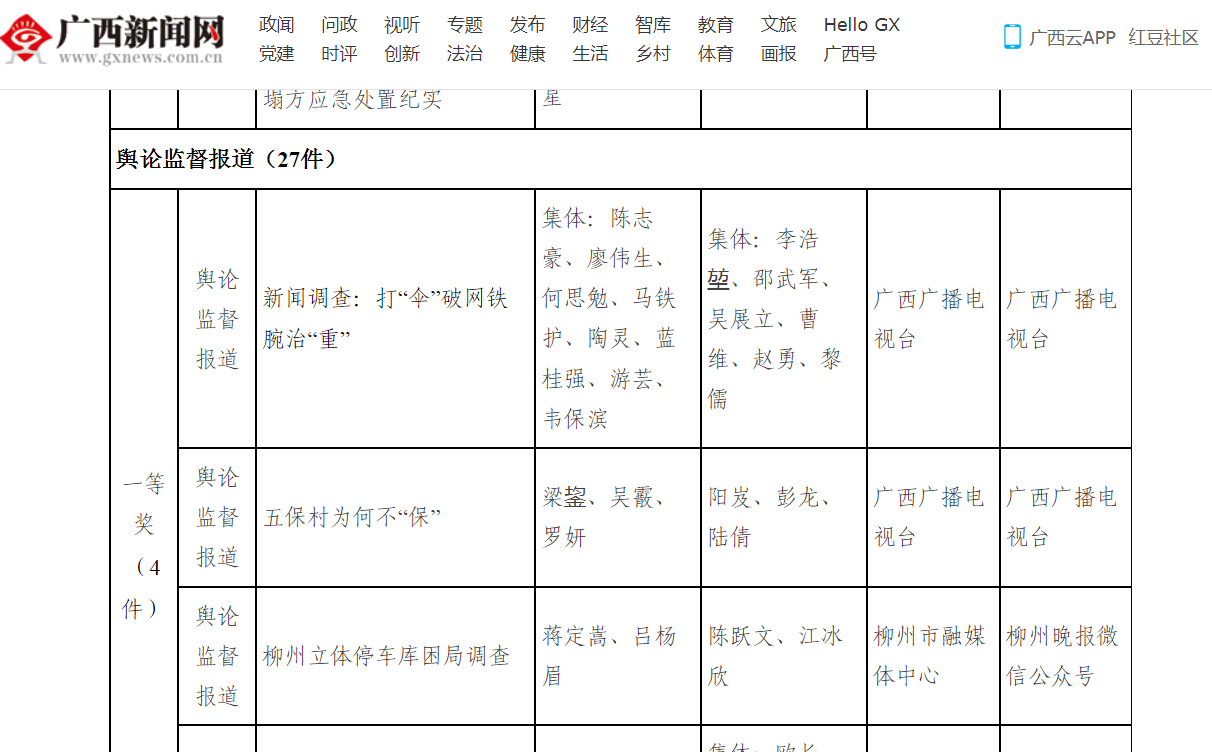 广西新闻网
www.gxnews.com.cn
政闻 问政 视听 专题 发布 财经 智库 教育 文旅 Hello GX
党建 时评 创新 法治 健康 生活 乡村 体育 画报 广西号
广西云APP 红豆社区
塌方应急处置纪实
星
舆论监督报道（27件）
一等
奖
（4
件）
舆论
监督
报道
新闻调查：打“伞”破网铁
腕治“重”
集体：陈志
豪、廖伟生、
何思勉、马铁
护、陶灵、蓝
桂强、游芸、
韦保滨
集体：李浩
堃、邵武军、
吴展立、曹
维、赵勇、黎
儒
广西广播电
视台
广西广播电
视台
舆论
监督
报道
五保村为何不“保”
梁鋆、吴霰、
罗妍
阳岌、彭龙、
陆倩
广西广播电
视台
广西广播电
视台
舆论
监督
报道
柳州立体停车库困局调查
蒋定嵩、吕杨
眉
陈跃文、江冰
欣
柳州市融媒
体中心
柳州晚报微
信公众号
集体：欧长